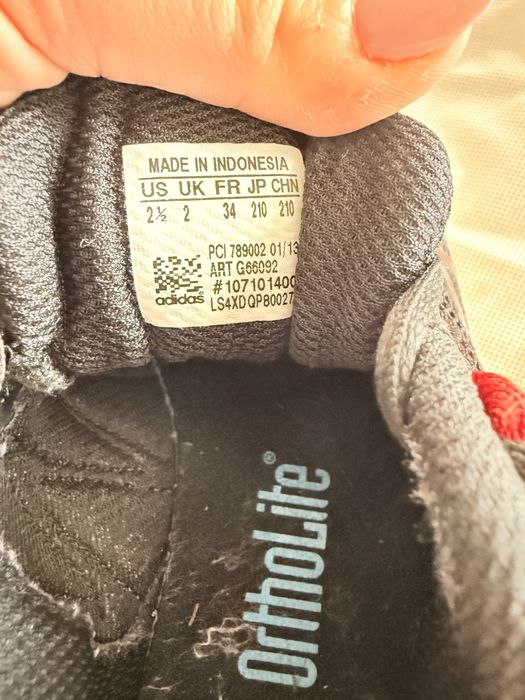 MADE IN INDONESIA
US UK FR JP CHN
2½ 2 34 210 210
PCI 789002 01/13
ART G66092
#10710140
adidas LS4XDQP80027
OrthoLite®